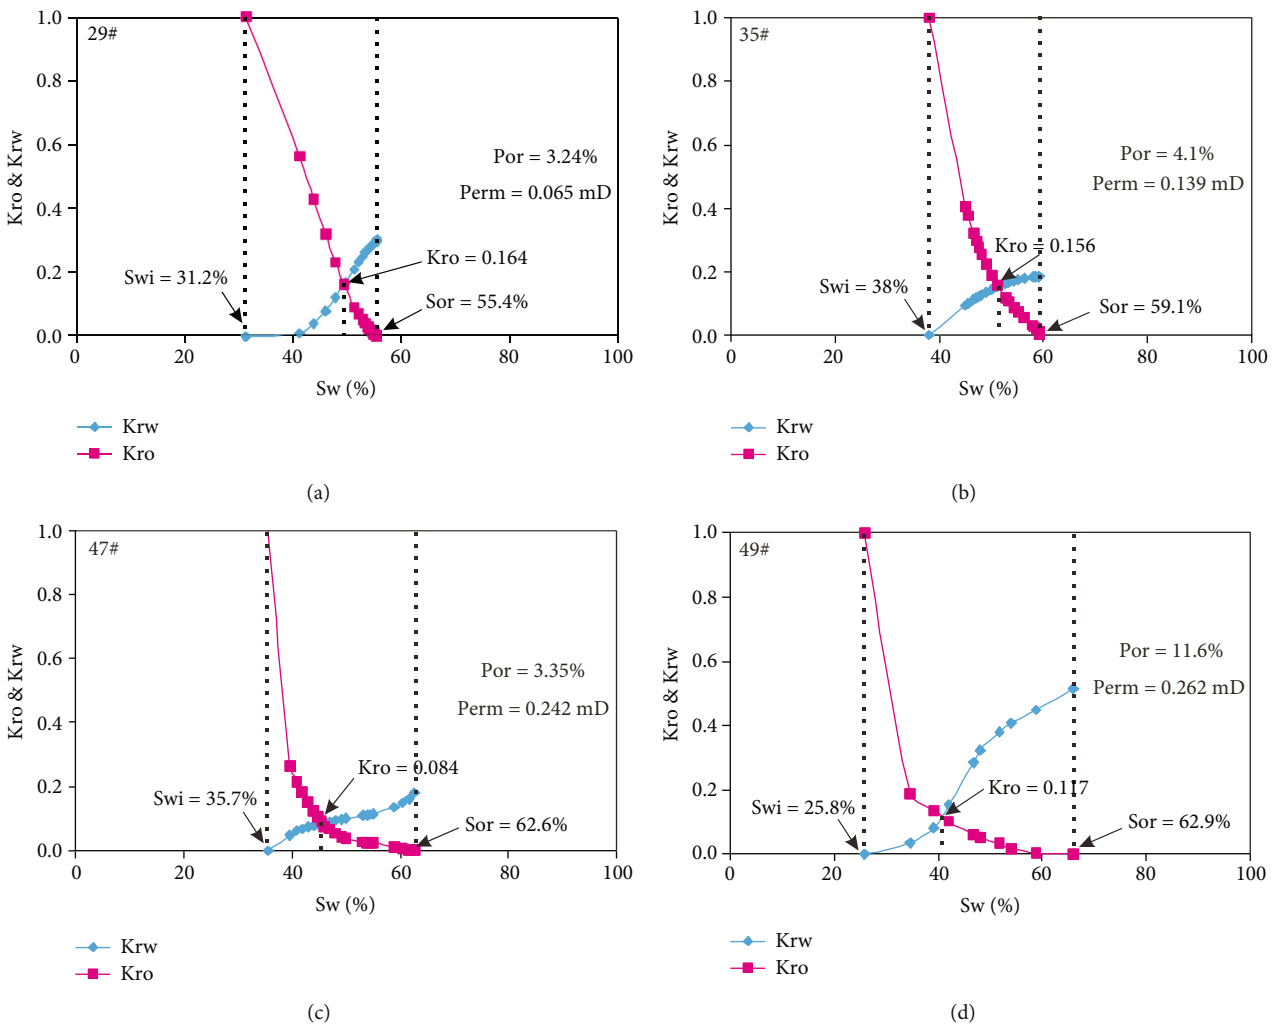 29#
Kro & Krw
1.0
0.8
0.6
0.4
0.2
0.0
Por = 3.24%
Perm = 0.065 mD
Kro = 0.164
Swi = 31.2%
Sor = 55.4%
0 20 40 60 80 100
Sw (%)
Krw
Kro
(a)
35#
Kro & Krw
1.0
0.8
0.6
0.4
0.2
0.0
Por = 4.1%
Perm = 0.139 mD
Kro = 0.156
Swi = 38%
Sor = 59.1%
0 20 40 60 80 100
Sw (%)
Krw
Kro
(b)
47#
Kro & Krw
1.0
0.8
0.6
0.4
0.2
0.0
Por = 3.35%
Perm = 0.242 mD
Kro = 0.084
Swi = 35.7%
Sor = 62.6%
0 20 40 60 80 100
Sw (%)
Krw
Kro
(c)
49#
Kro & Krw
1.0
0.8
0.6
0.4
0.2
0.0
Por = 11.6%
Perm = 0.262 mD
Kro = 0.117
Swi = 25.8%
Sor = 62.9%
0 20 40 60 80 100
Sw (%)
Krw
Kro
(d)